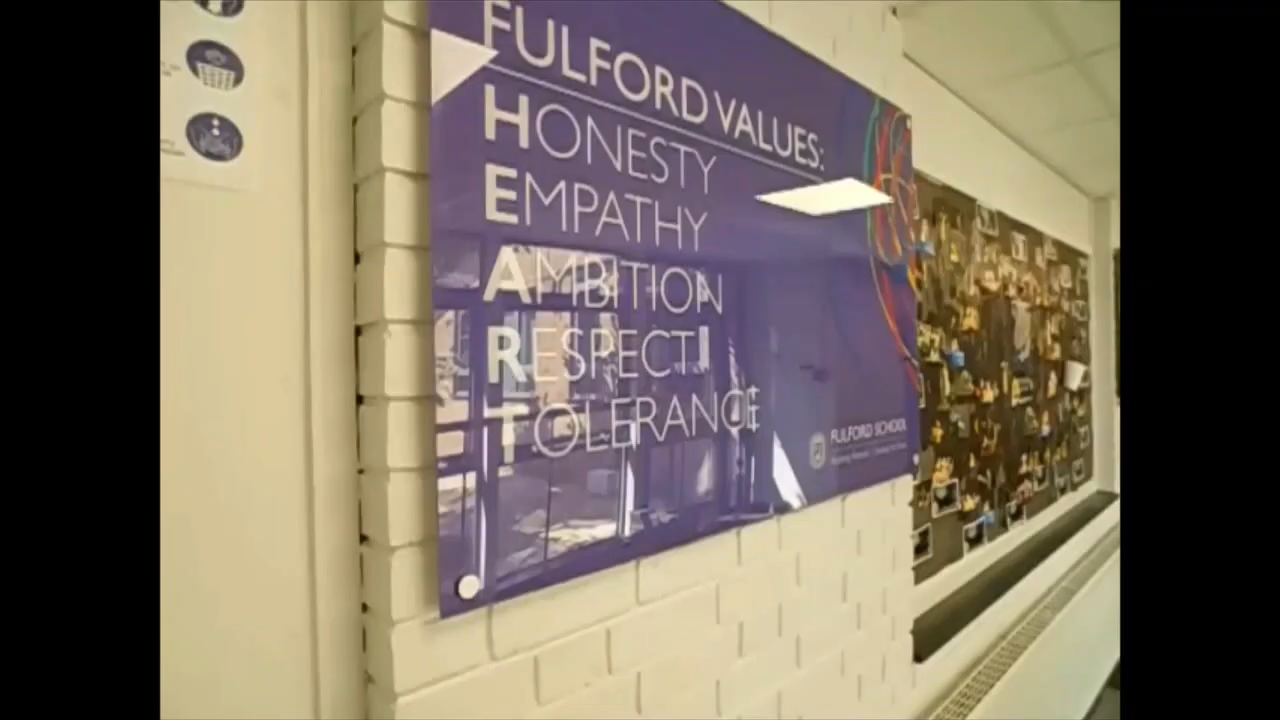 FULFORD VALUES:
HONESTY
EMPATHY
AMBITION
RESPECT
TOLERANCE
FULFORD SCHOOL